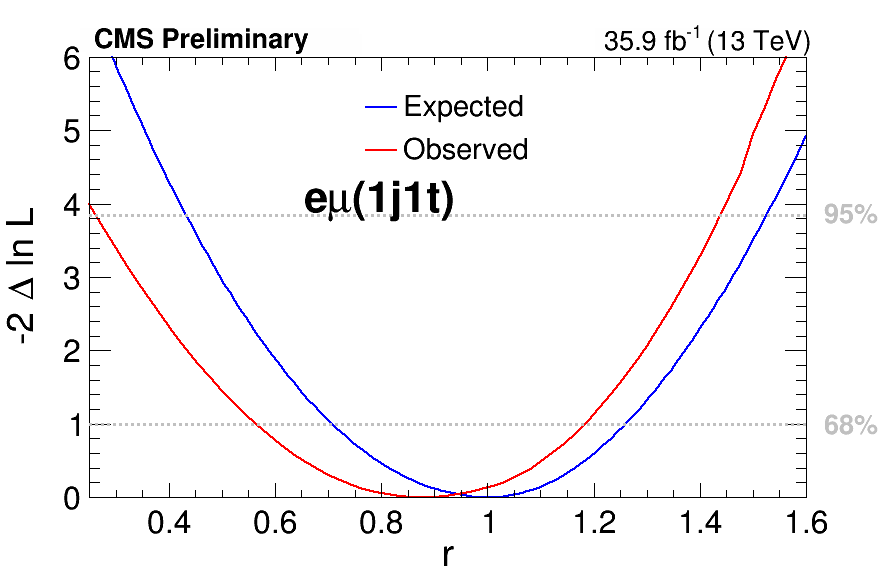 CMS Preliminary 35.9 fb⁻¹ (13 TeV)
6
Expected
5
Observed
eμ(1j1t)
4
95%
3
2
1
68%
0
-2 Δ ln L
0.4 0.6 0.8 1 1.2 1.4 1.6
r